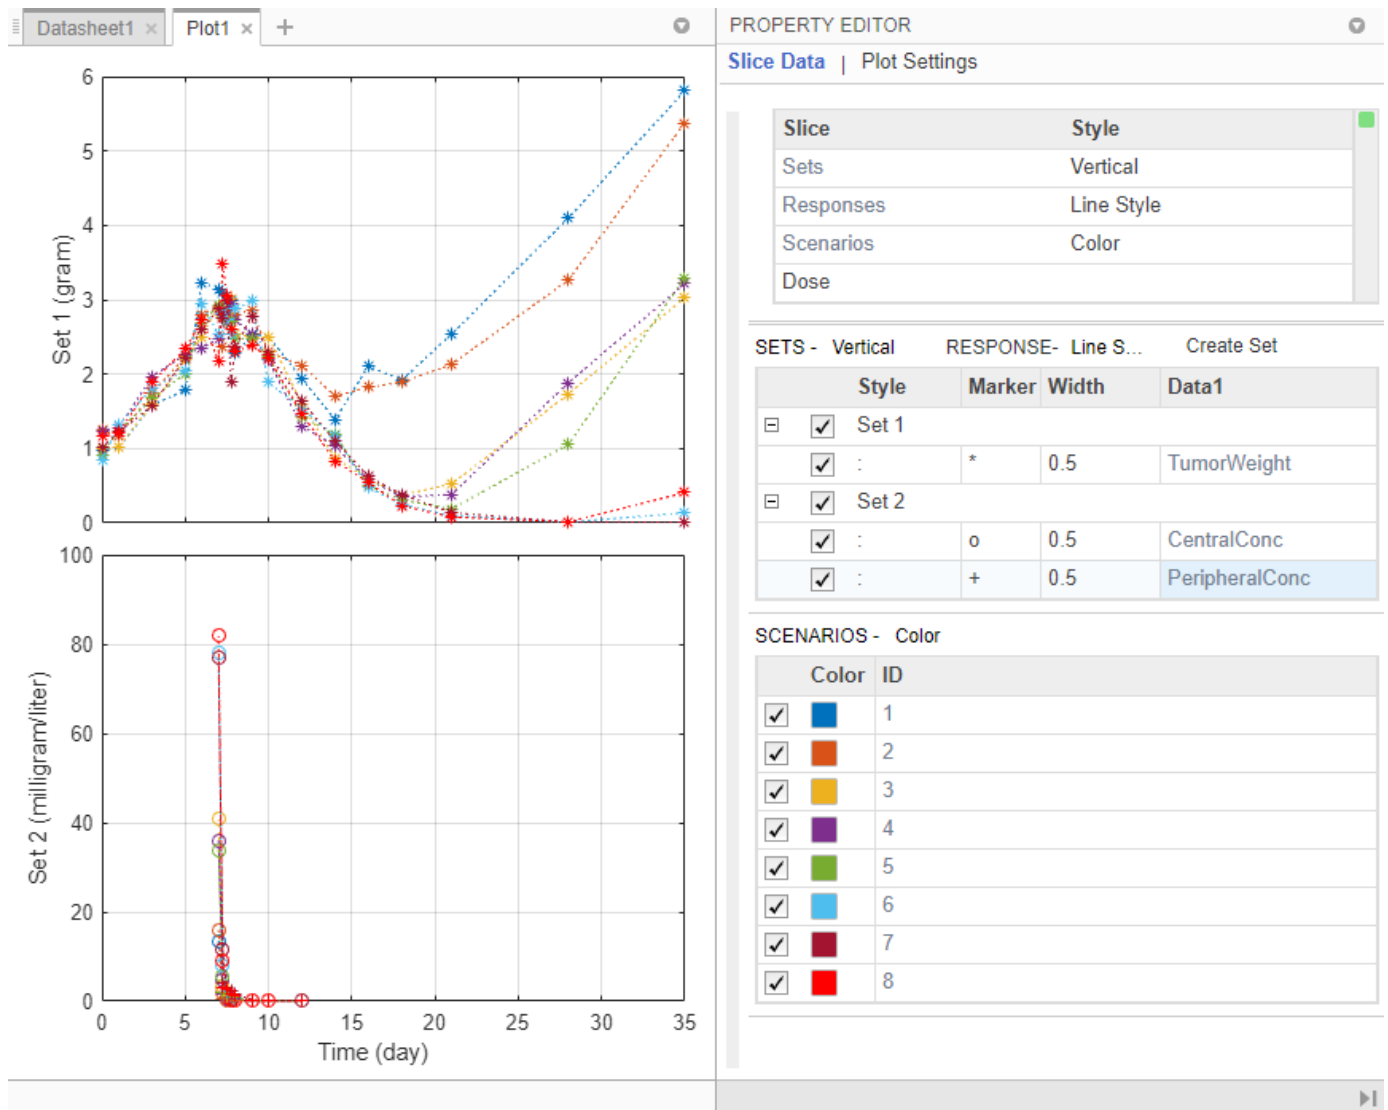 Datasheet1 × Plot1 × +
6
5
4
3
2
1
0
Set 1 (gram)
100
80
60
40
20
0
Set 2 (milligram/liter)
0 5 10 15 20 25 30 35
Time (day)
PROPERTY EDITOR
Slice Data | Plot Settings
Slice Style
Sets Vertical
Responses Line Style
Scenarios Color
Dose
SETS - Vertical RESPONSE- Line S... Create Set
Style Marker Width Data1
Set 1
: * 0.5 TumorWeight
Set 2
: o 0.5 CentralConc
: + 0.5 PeripheralConc
SCENARIOS - Color
Color ID
1
2
3
4
5
6
7
8